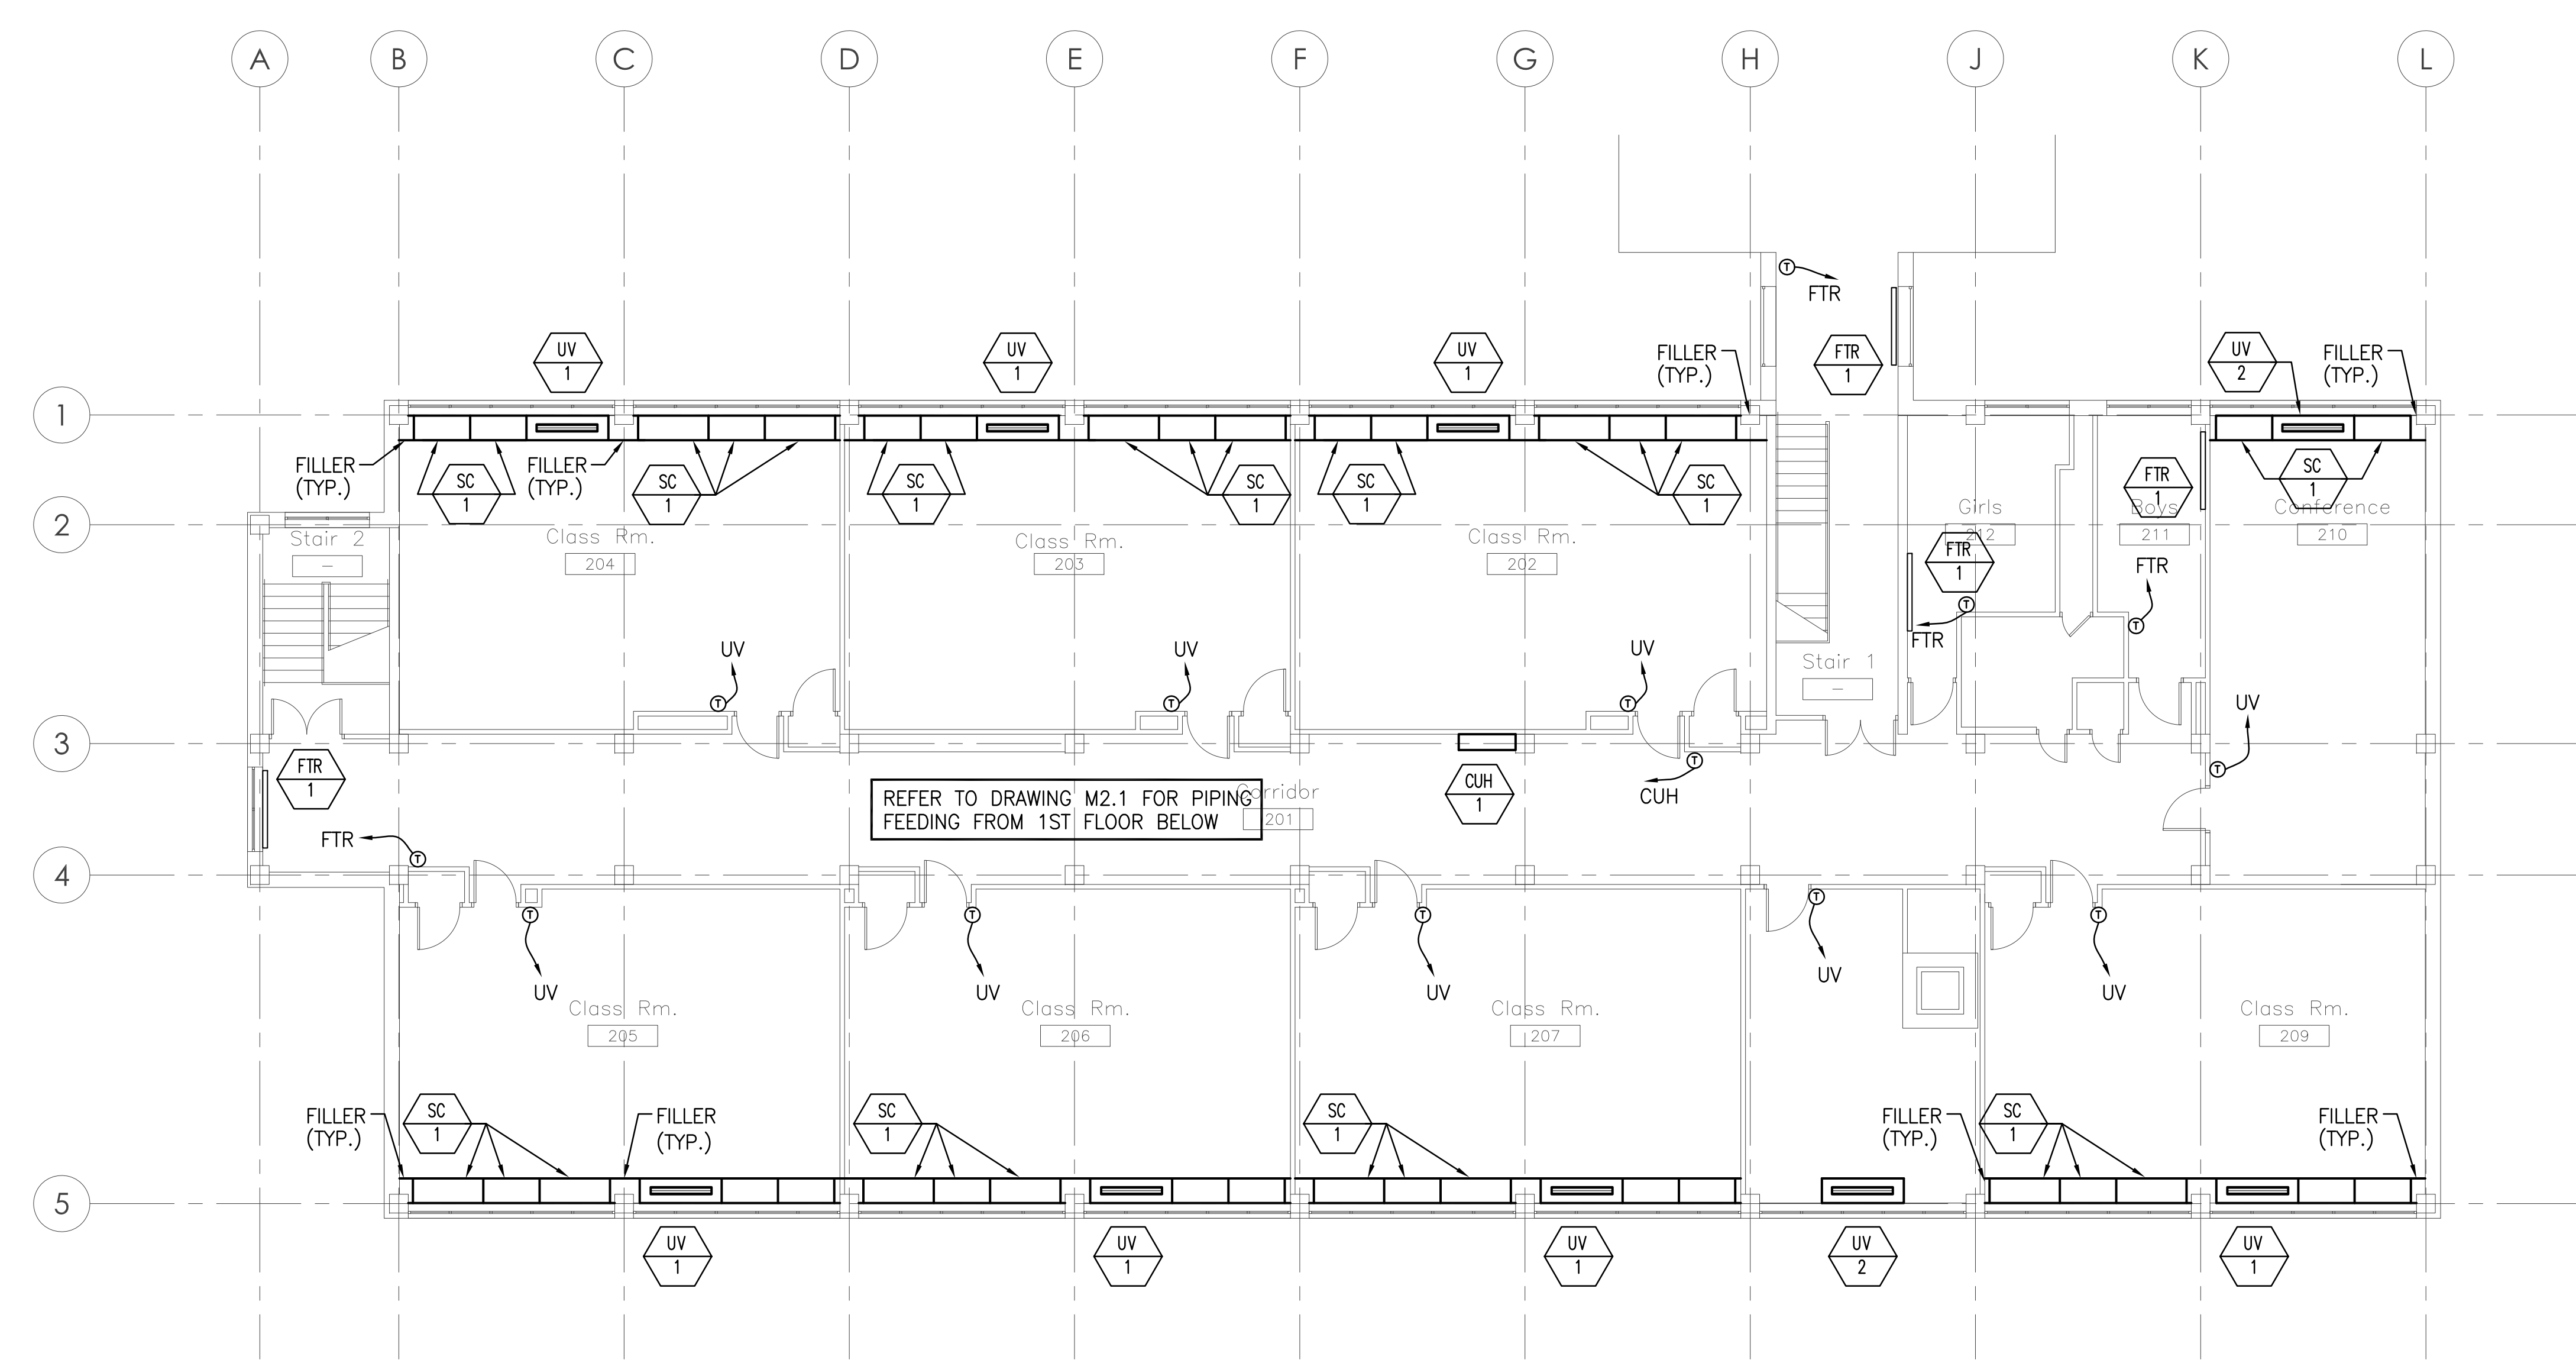 A B C D E F G H J K L
FTR
UV
1
UV
1
UV
1
FILLER
(TYP.)
FTR
1
UV
2
FILLER
(TYP.)
1
FILLER
(TYP.)
SC
1
FILLER
(TYP.)
SC
1
SC
1
SC
1
SC
1
SC
1
FTR
1
SC
1
2
Stair 2
–
Class Rm.
204
Class Rm.
203
Class Rm.
202
Girls
212
FTR
1
FTR
Boys
211
FTR
Conference
210
UV
UV
UV
Stair 1
–
UV
3
FTR
1
FTR
REFER TO DRAWING M2.1 FOR PIPING
FEEDING FROM 1ST FLOOR BELOW
Corridor
201
CUH
1
CUH
4
UV
UV
UV
UV
UV
Class Rm.
205
Class Rm.
206
Class Rm.
207
Class Rm.
209
FILLER
(TYP.)
SC
1
FILLER
(TYP.)
SC
1
SC
1
FILLER
(TYP.)
SC
1
FILLER
(TYP.)
5
UV
1
UV
1
UV
1
UV
2
UV
1